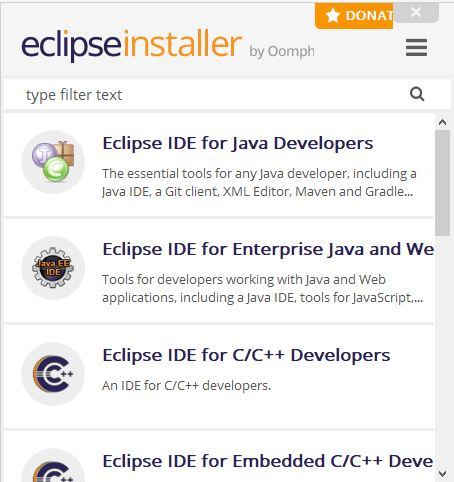 DONAT
eclipseinstaller by Oomph
type filter text
Eclipse IDE for Java Developers
The essential tools for any Java developer, including a
Java IDE, a Git client, XML Editor, Maven and Gradle...
Java EE
IDE
Eclipse IDE for Enterprise Java and We
Tools for developers working with Java and Web
applications, including a Java IDE, tools for JavaScript,...
C++
Eclipse IDE for C/C++ Developers
An IDE for C/C++ developers.
C++
Eclipse IDE for Embedded C/C++ Deve